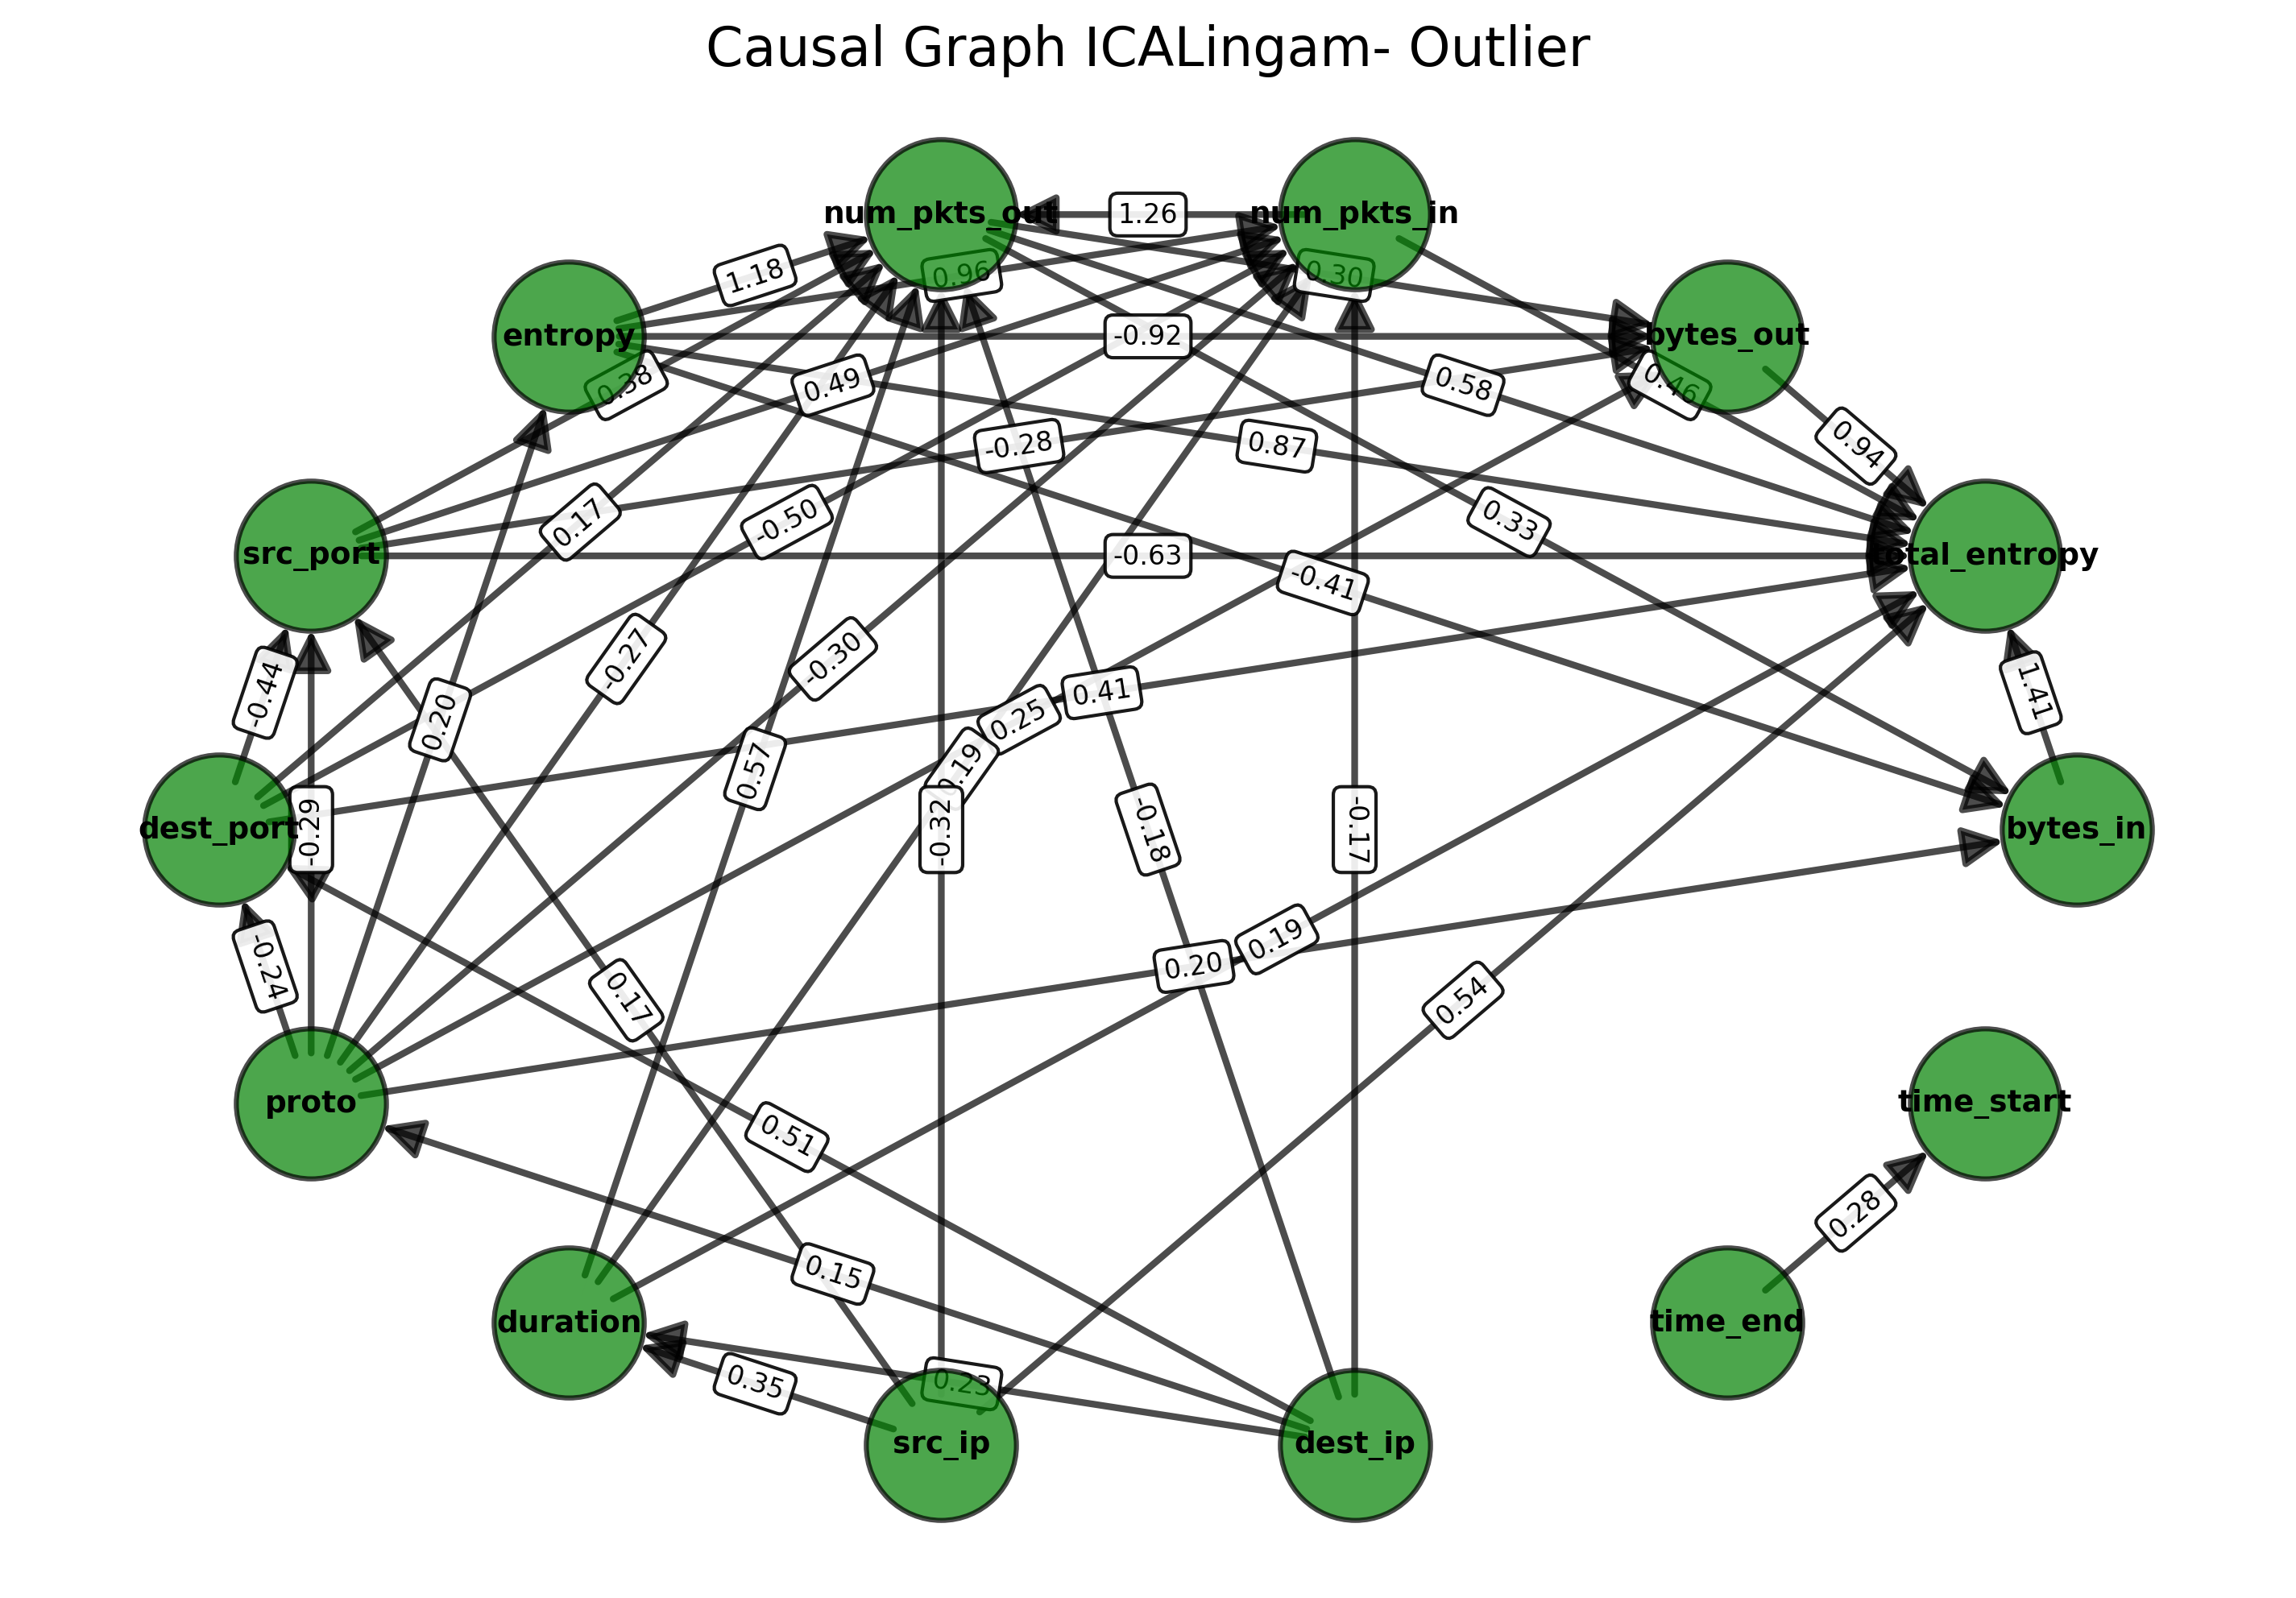 Causal Graph ICALingam- Outlier
num_pkts_out
1.26
num_pkts_in
1.18
0.96
0.30
entropy
-0.92
bytes_out
0.38
0.49
0.58
0.46
-0.28
0.87
0.94
0.17
-0.50
0.33
src_port
-0.63
-0.41
total_entropy
-0.44
0.20
-0.27
-0.30
0.25
0.41
1.41
0.57
0.19
dest_port
-0.29
-0.32
-0.18
-0.17
bytes_in
-0.24
0.17
0.20
0.19
0.54
proto
0.51
time_start
0.28
0.15
duration
time_end
0.35
0.23
src_ip
dest_ip